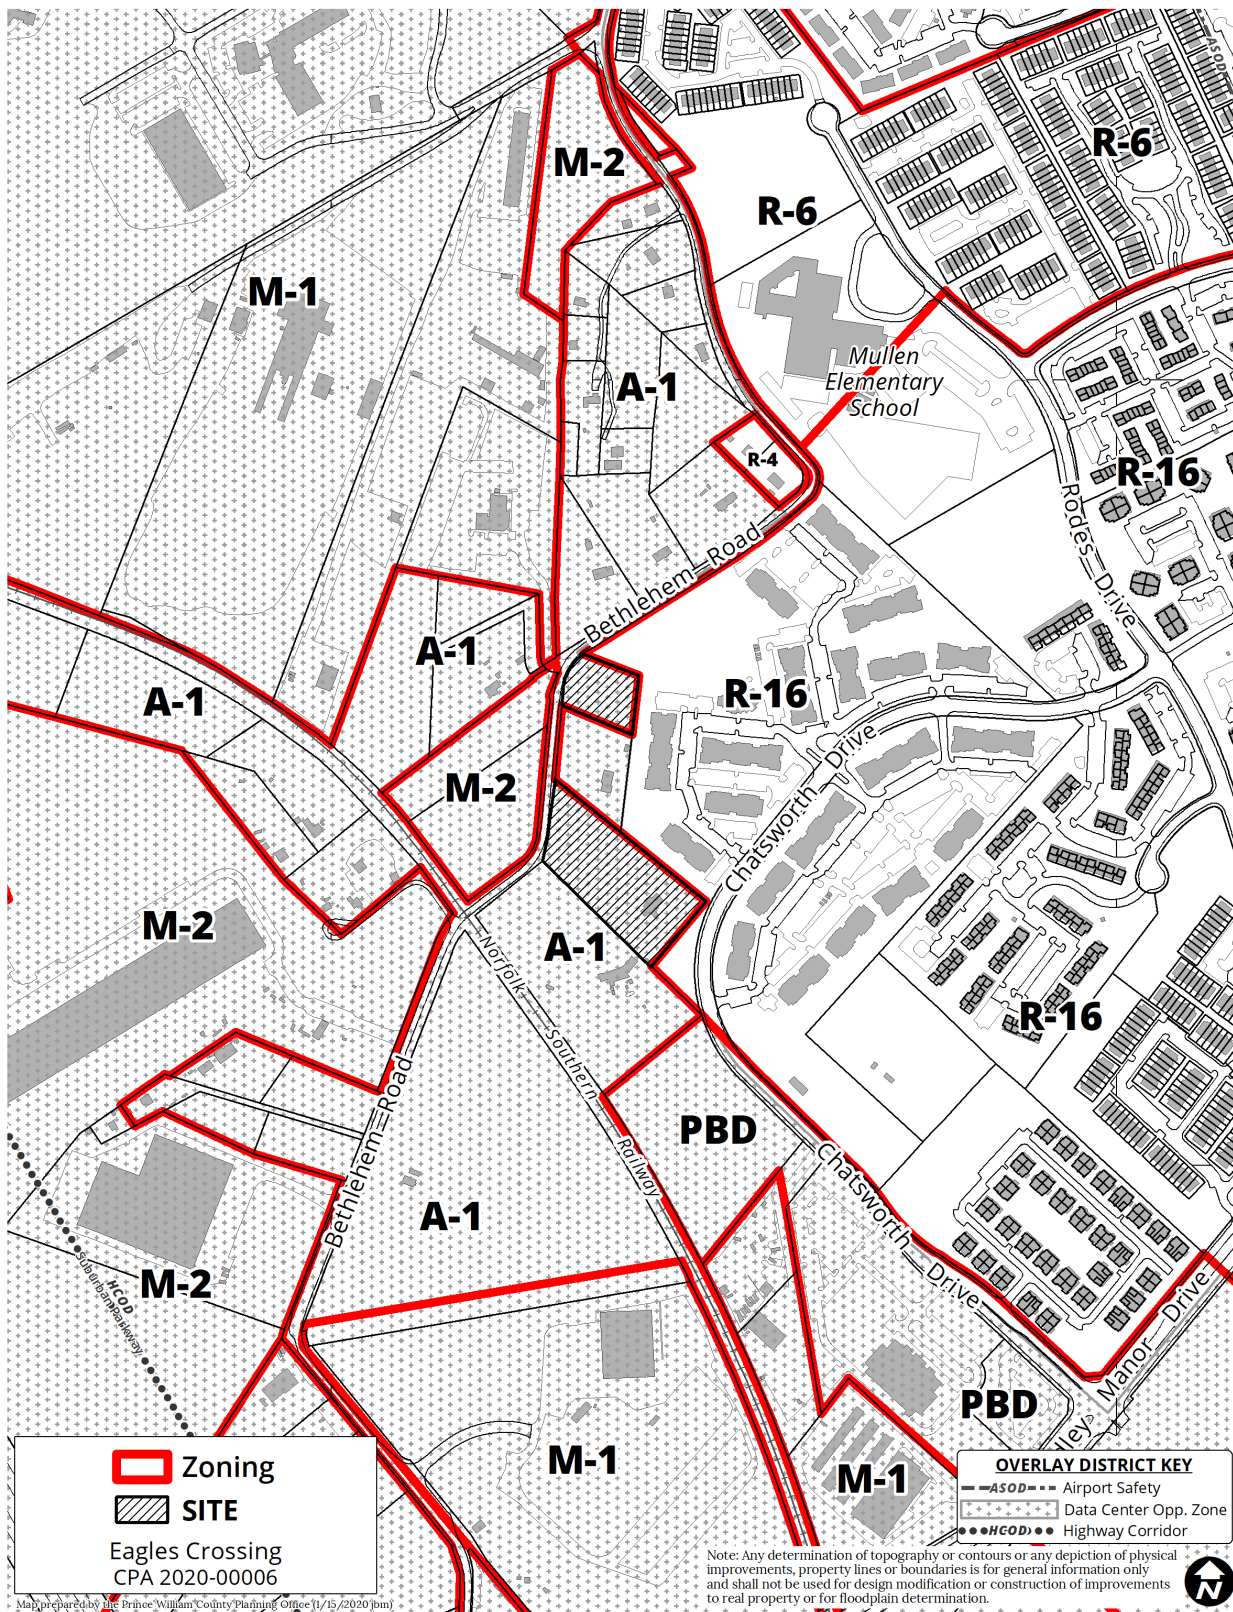 ASOD
M-2
R-6
R-6
M-1
Mullen
Elementary
School
A-1
R-4
R-16
Rodes Drive
Bethlehem Road
A-1
A-1
R-16
M-2
Chatsworth Drive
M-2
A-1
Norfolk Southern Railway
R-16
Bethlehem Road
PBD
Chatsworth Drive
A-1
M-2
HCOD
Suburban Parkway
Manor Drive
PBD
M-1
M-1
dley
Zoning
SITE
Eagles Crossing
CPA 2020-00006
Map prepared by the Prince William County Planning Office (1/15/2020 jbm)
OVERLAY DISTRICT KEY
ASOD Airport Safety
Data Center Opp. Zone
HCOD Highway Corridor
Note: Any determination of topography or contours or any depiction of physical
improvements, property lines or boundaries is for general information only
and shall not be used for design modification or construction of improvements
to real property or for floodplain determination.
N